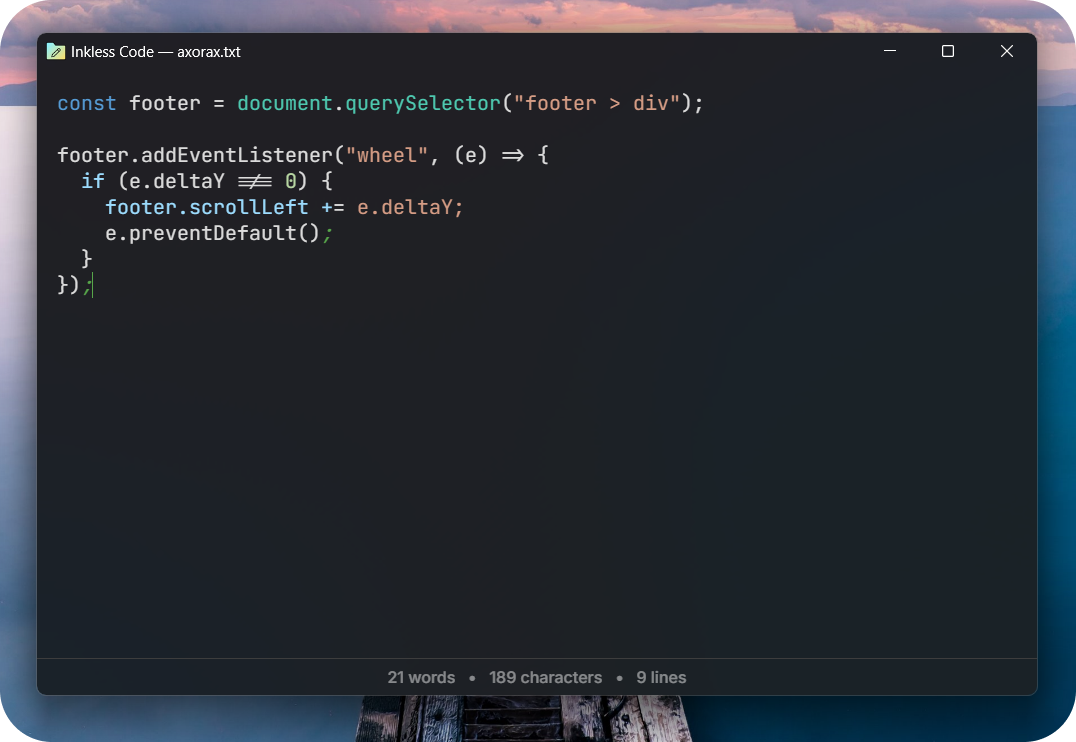 Inkless Code — axorax.txt
const footer = document.querySelector("footer > div");
footer.addEventListener("wheel", (e) => {
  if (e.deltaY !== 0) {
    footer.scrollLeft += e.deltaY;
    e.preventDefault();
  }
});
21 words • 189 characters • 9 lines